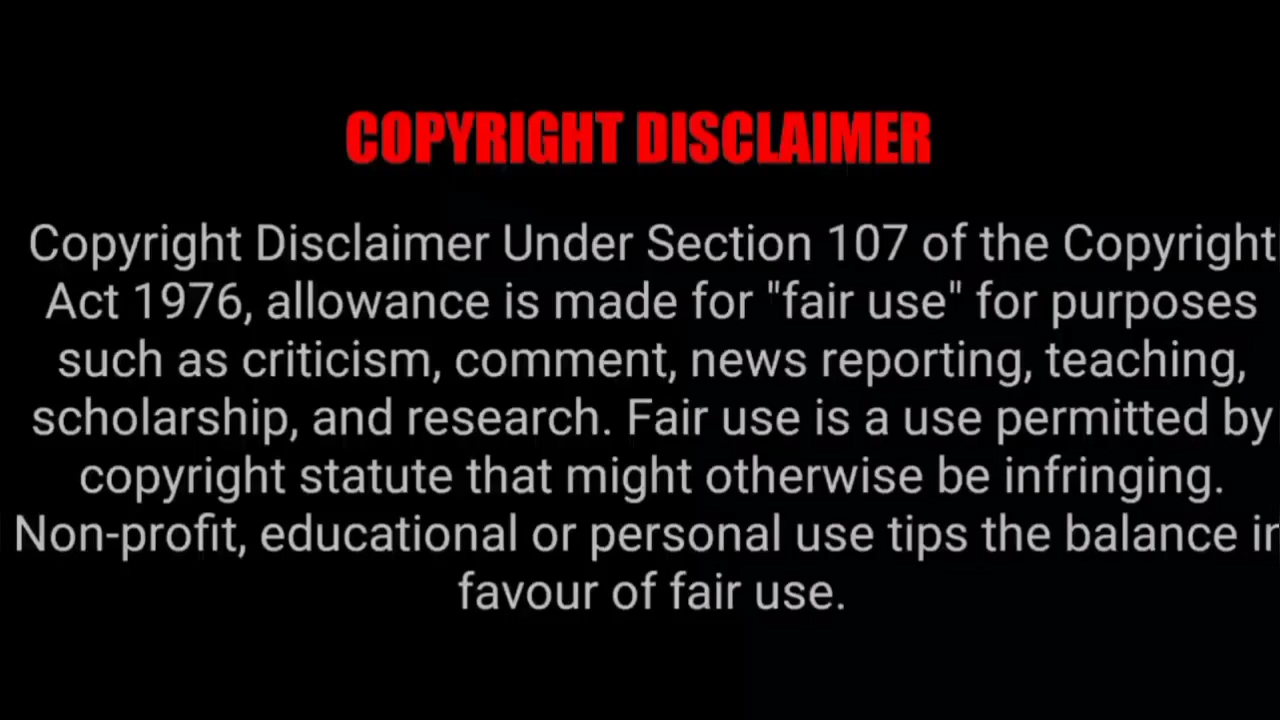 COPYRIGHT DISCLAIMER
Copyright Disclaimer Under Section 107 of the Copyright
Act 1976, allowance is made for "fair use" for purposes
such as criticism, comment, news reporting, teaching,
scholarship, and research. Fair use is a use permitted by
copyright statute that might otherwise be infringing.
Non-profit, educational or personal use tips the balance in
favour of fair use.